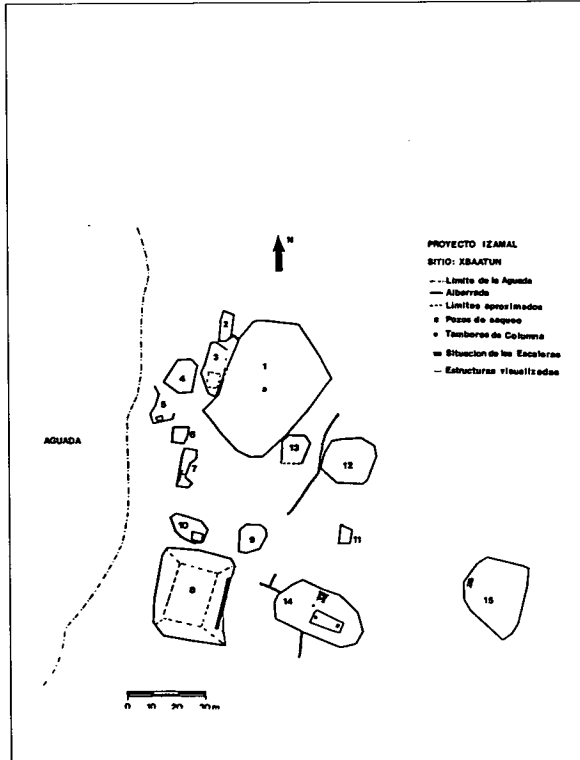 N
PROYECTO IZAMAL
SITIO: XBAATUN
Limite de la Aguada
Albarrada
Limites aproximados
Pozos de saqueo
Tambores de Columna
Situacion de las Escaleras
Estructuras visualizadas
2
3
1
4
5
6
7
13
12
AGUADA
10
9
11
8
14
15
0 10 20 30 m